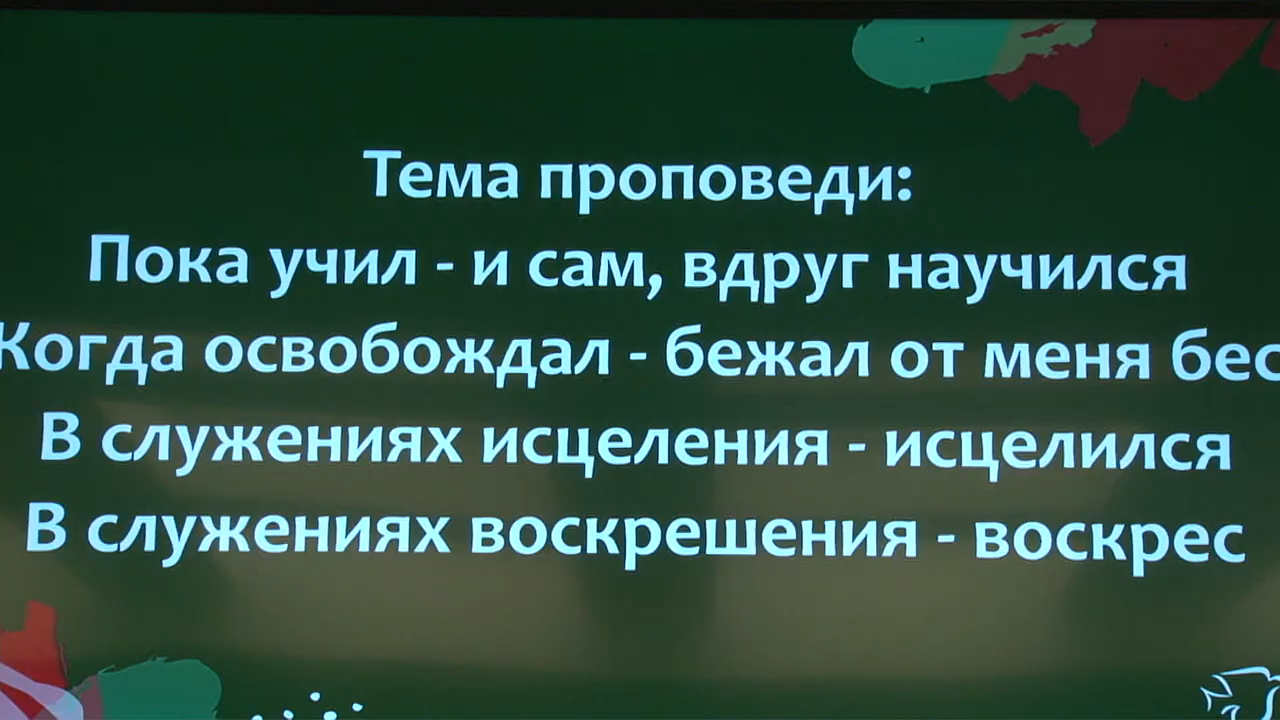 Тема проповеди:
Пока учил - и сам, вдруг научился
Когда освобождал - бежал от меня бес
В служениях исцеления - исцелился
В служениях воскрешения - воскрес